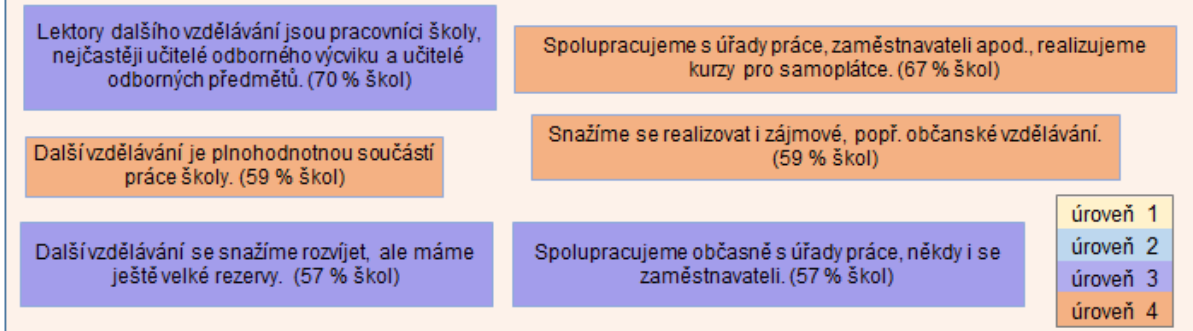 Lektory dalšího vzdělávání jsou pracovníci školy,
nejčastěji učitelé odborného výcviku a učitelé
odborných předmětů. (70 % škol)
Spolupracujeme s úřady práce, zaměstnavateli apod., realizujeme
kurzy pro samoplátce. (67 % škol)
Další vzdělávání je plnohodnotnou součástí
práce školy. (59 % škol)
Snažíme se realizovat i zájmové, popř. občanské vzdělávání.
(59 % škol)
Další vzdělávání se snažíme rozvíjet, ale máme
ještě velké rezervy. (57 % škol)
Spolupracujeme občasně s úřady práce, někdy i se
zaměstnavateli. (57 % škol)
úroveň 1
úroveň 2
úroveň 3
úroveň 4